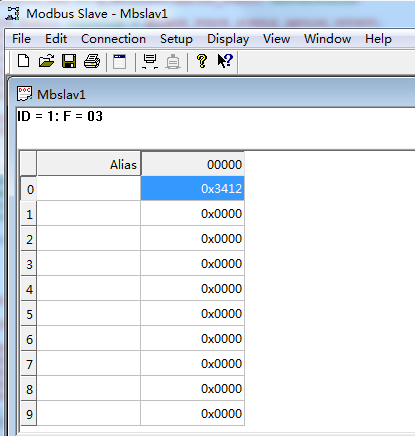 Modbus Slave - Mbslav1
File Edit Connection Setup Display View Window Help
Mbslav1
ID = 1: F = 03
Alias 00000
0 0x3412
1 0x0000
2 0x0000
3 0x0000
4 0x0000
5 0x0000
6 0x0000
7 0x0000
8 0x0000
9 0x0000